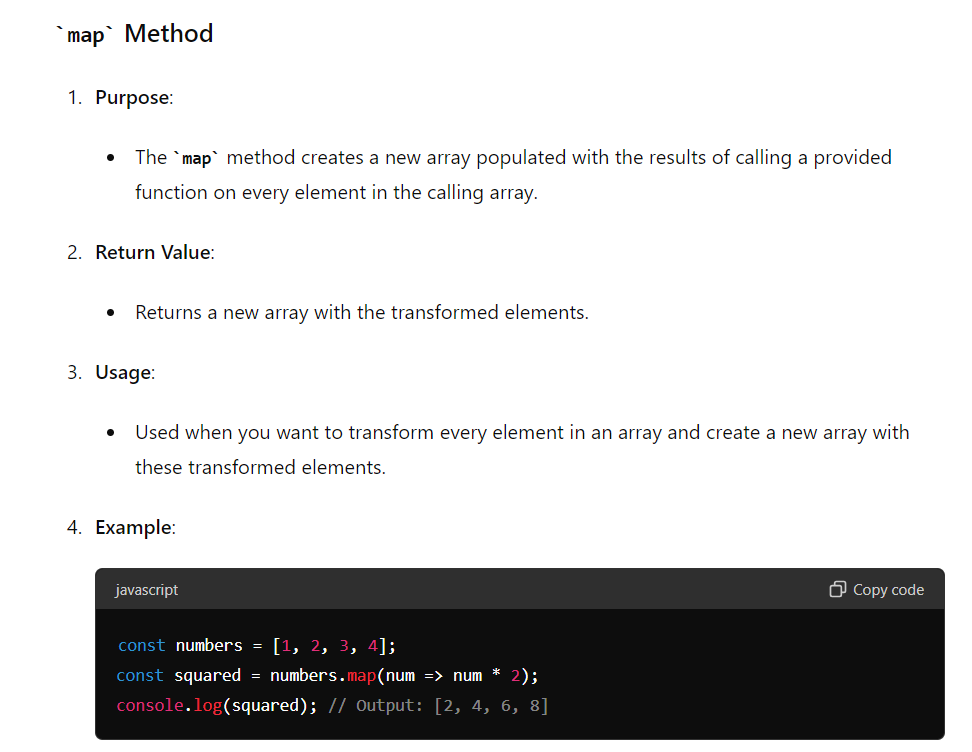 `map` Method
1. Purpose:
• The `map` method creates a new array populated with the results of calling a provided
function on every element in the calling array.
2. Return Value:
• Returns a new array with the transformed elements.
3. Usage:
• Used when you want to transform every element in an array and create a new array with
these transformed elements.
4. Example:
javascript Copy code
const numbers = [1, 2, 3, 4];
const squared = numbers.map(num => num * 2);
console.log(squared); // Output: [2, 4, 6, 8]